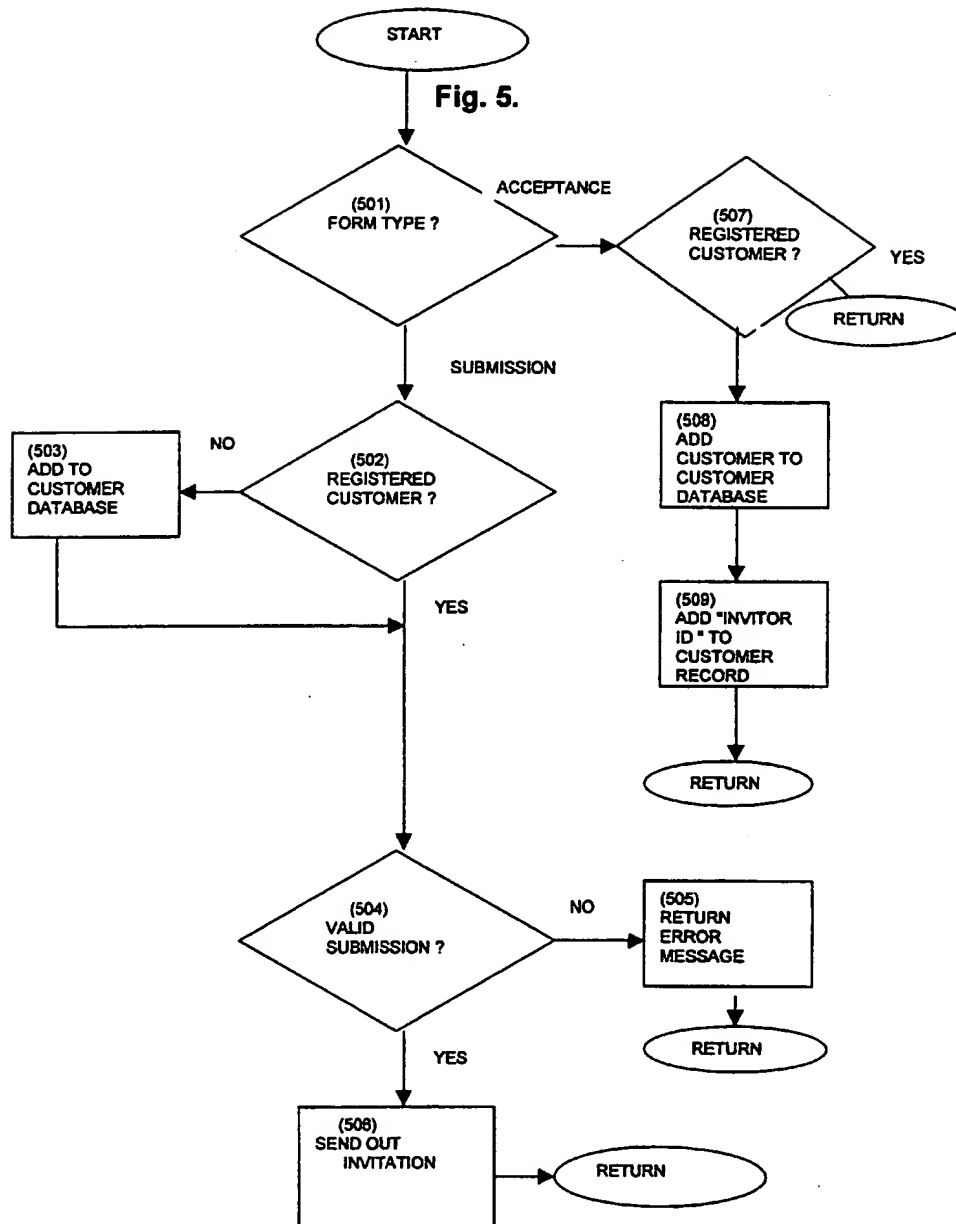 START
Fig. 5.
(501)
FORM TYPE ?
ACCEPTANCE
(507)
REGISTERED
CUSTOMER ?
YES
RETURN
SUBMISSION
(508)
ADD
CUSTOMER TO
CUSTOMER
DATABASE
(503)
ADD TO
CUSTOMER
DATABASE
NO
(502)
REGISTERED
CUSTOMER ?
YES
(509)
ADD "INVITOR
ID " TO
CUSTOMER
RECORD
RETURN
(504)
VALID
SUBMISSION ?
NO
(505)
RETURN
ERROR
MESSAGE
RETURN
YES
(506)
SEND OUT
INVITATION
RETURN